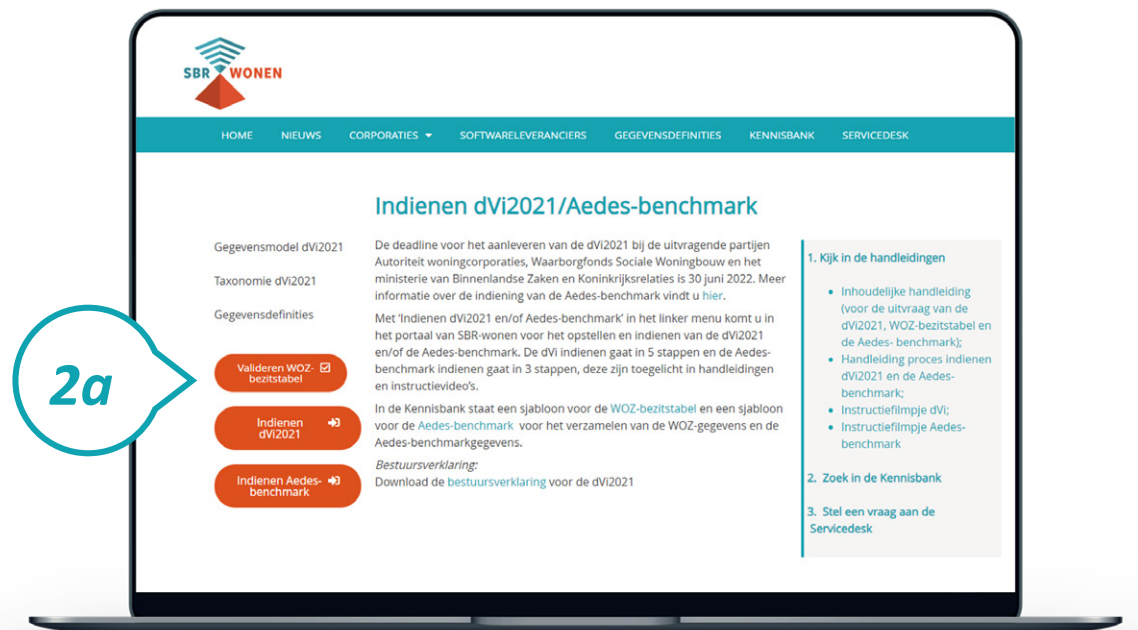 SBR WONEN
HOME NIEUWS CORPORATIES SOFTWARELEVERANCIERS GEGEVENSDEFINITIES KENNISBANK SERVICEDESK
Indienen dVi2021/Aedes-benchmark
Gegevensmodel dVi2021
Taxonomie dVi2021
Gegevensdefinities
2a
Valideren WOZ-
bezitstabel
Indienen
dVi2021
Indienen Aedes-
benchmark
De deadline voor het aanleveren van de dVi2021 bij de uitvragende partijen
Autoriteit woningcorporaties, Waarborgfonds Sociale Woningbouw en het
ministerie van Binnenlandse Zaken en Koninkrijksrelaties is 30 juni 2022. Meer
informatie over de indiening van de Aedes-benchmark vindt u hier.
Met ‘Indienen dVi2021 en/of Aedes-benchmark’ in het linker menu komt u in
het portaal van SBR-wonen voor het opstellen en indienen van de dVi2021
en/of de Aedes-benchmark. De dVi indienen gaat in 5 stappen en de Aedes-
benchmark indienen gaat in 3 stappen, deze zijn toegelicht in handleidingen
en instructievideo’s.
In de Kennisbank staat een sjabloon voor de WOZ-bezitstabel en een sjabloon
voor de Aedes-benchmark voor het verzamelen van de WOZ-gegevens en de
Aedes-benchmarkgegevens.
Bestuursverklaring:
Download de bestuursverklaring voor de dVi2021
1. Kijk in de handleidingen
• Inhoudelijke handleiding
(voor de uitvraag van de
dVi2021, WOZ-bezitstabel en
de Aedes- benchmark);
• Handleiding proces indienen
dVi2021 en de Aedes-
benchmark;
• Instructiefilmpje dVi;
• Instructiefilmpje Aedes-
benchmark
2. Zoek in de Kennisbank
3. Stel een vraag aan de
Servicedesk